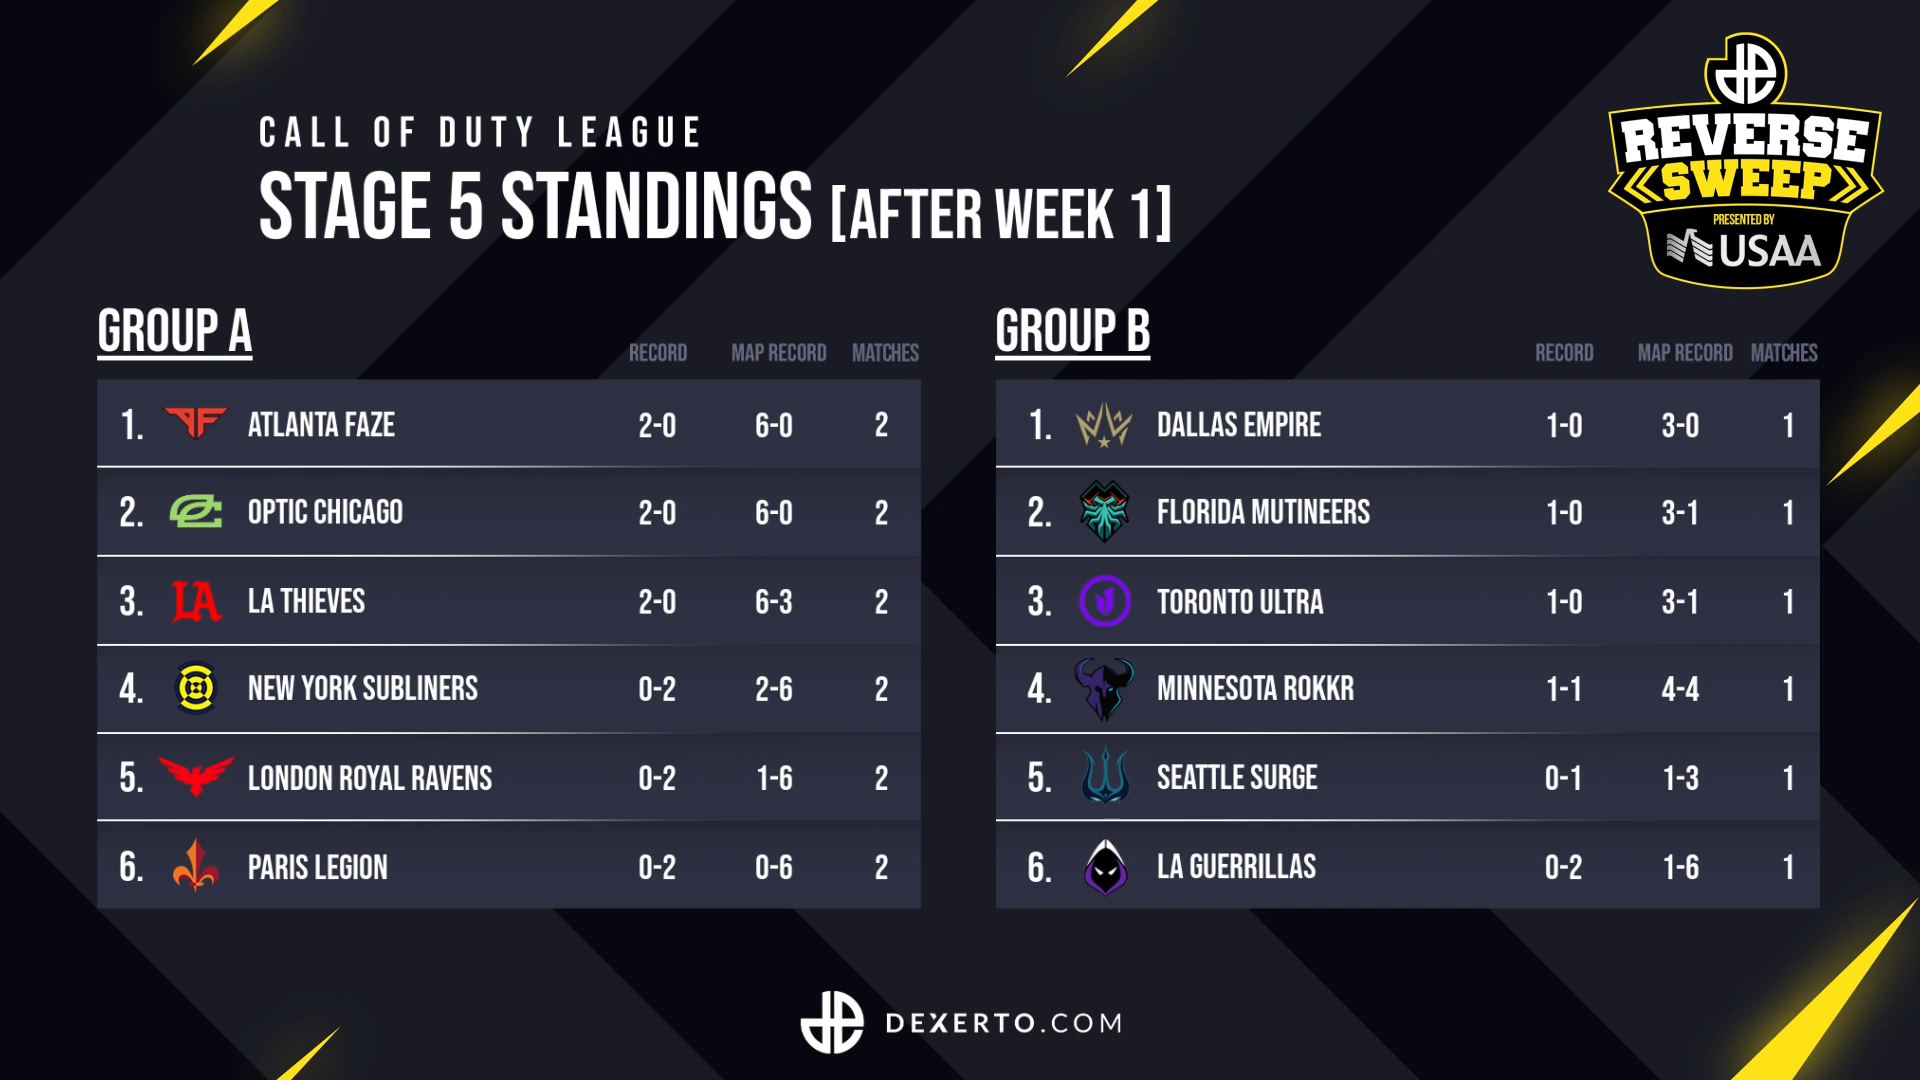 CALL OF DUTY LEAGUE
STAGE 5 STANDINGS [AFTER WEEK 1]
REVERSE
SWEEP
PRESENTED BY
USAA
GROUP A
RECORD MAP RECORD MATCHES
1. ATLANTA FAZE 2-0 6-0 2
2. OPTIC CHICAGO 2-0 6-0 2
3. LA LA THIEVES 2-0 6-3 2
4. NEW YORK SUBLINERS 0-2 2-6 2
5. LONDON ROYAL RAVENS 0-2 1-6 2
6. PARIS LEGION 0-2 0-6 2
GROUP B
RECORD MAP RECORD MATCHES
1. DALLAS EMPIRE 1-0 3-0 1
2. FLORIDA MUTINEERS 1-0 3-1 1
3. TORONTO ULTRA 1-0 3-1 1
4. MINNESOTA ROKKR 1-1 4-4 1
5. SEATTLE SURGE 0-1 1-3 1
6. LA GUERRILLAS 0-2 1-6 1
DEXERTO.COM